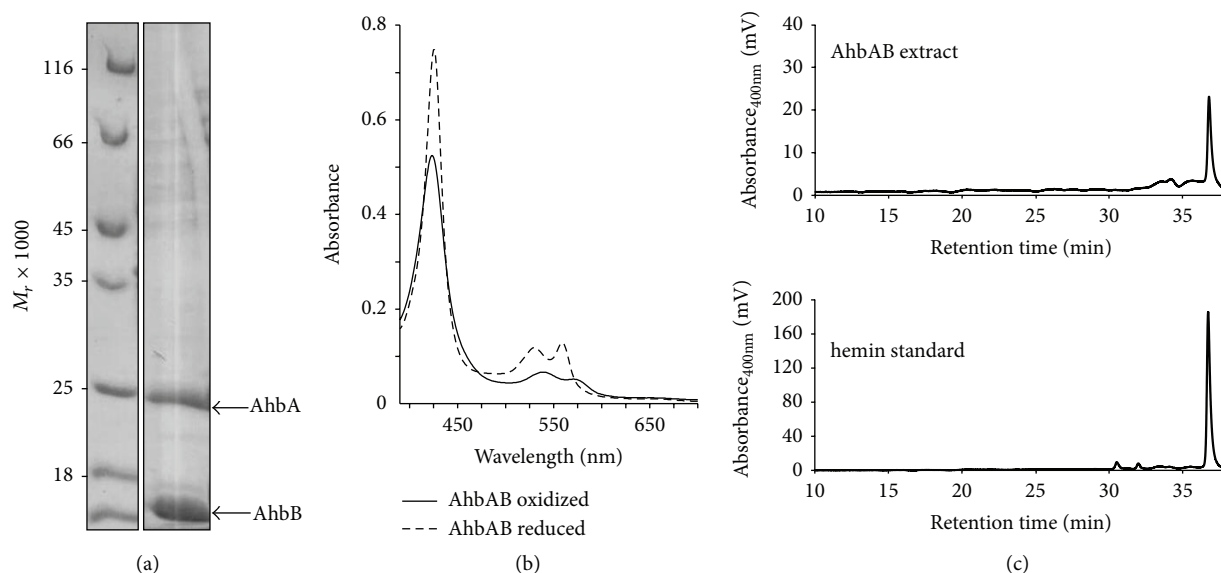 116
66
45
35
25
18
Mr × 1000
AhbA
AhbB
(a)
0.8
0.6
0.4
0.2
0
Absorbance
450
550
650
Wavelength (nm)
AhbAB oxidized
AhbAB reduced
(b)
40
30
20
10
0
Absorbance400nm (mV)
AhbAB extract
10
15
20
25
30
35
Retention time (min)
200
160
120
80
40
0
Absorbance400nm (mV)
hemin standard
10
15
20
25
30
35
Retention time (min)
(c)